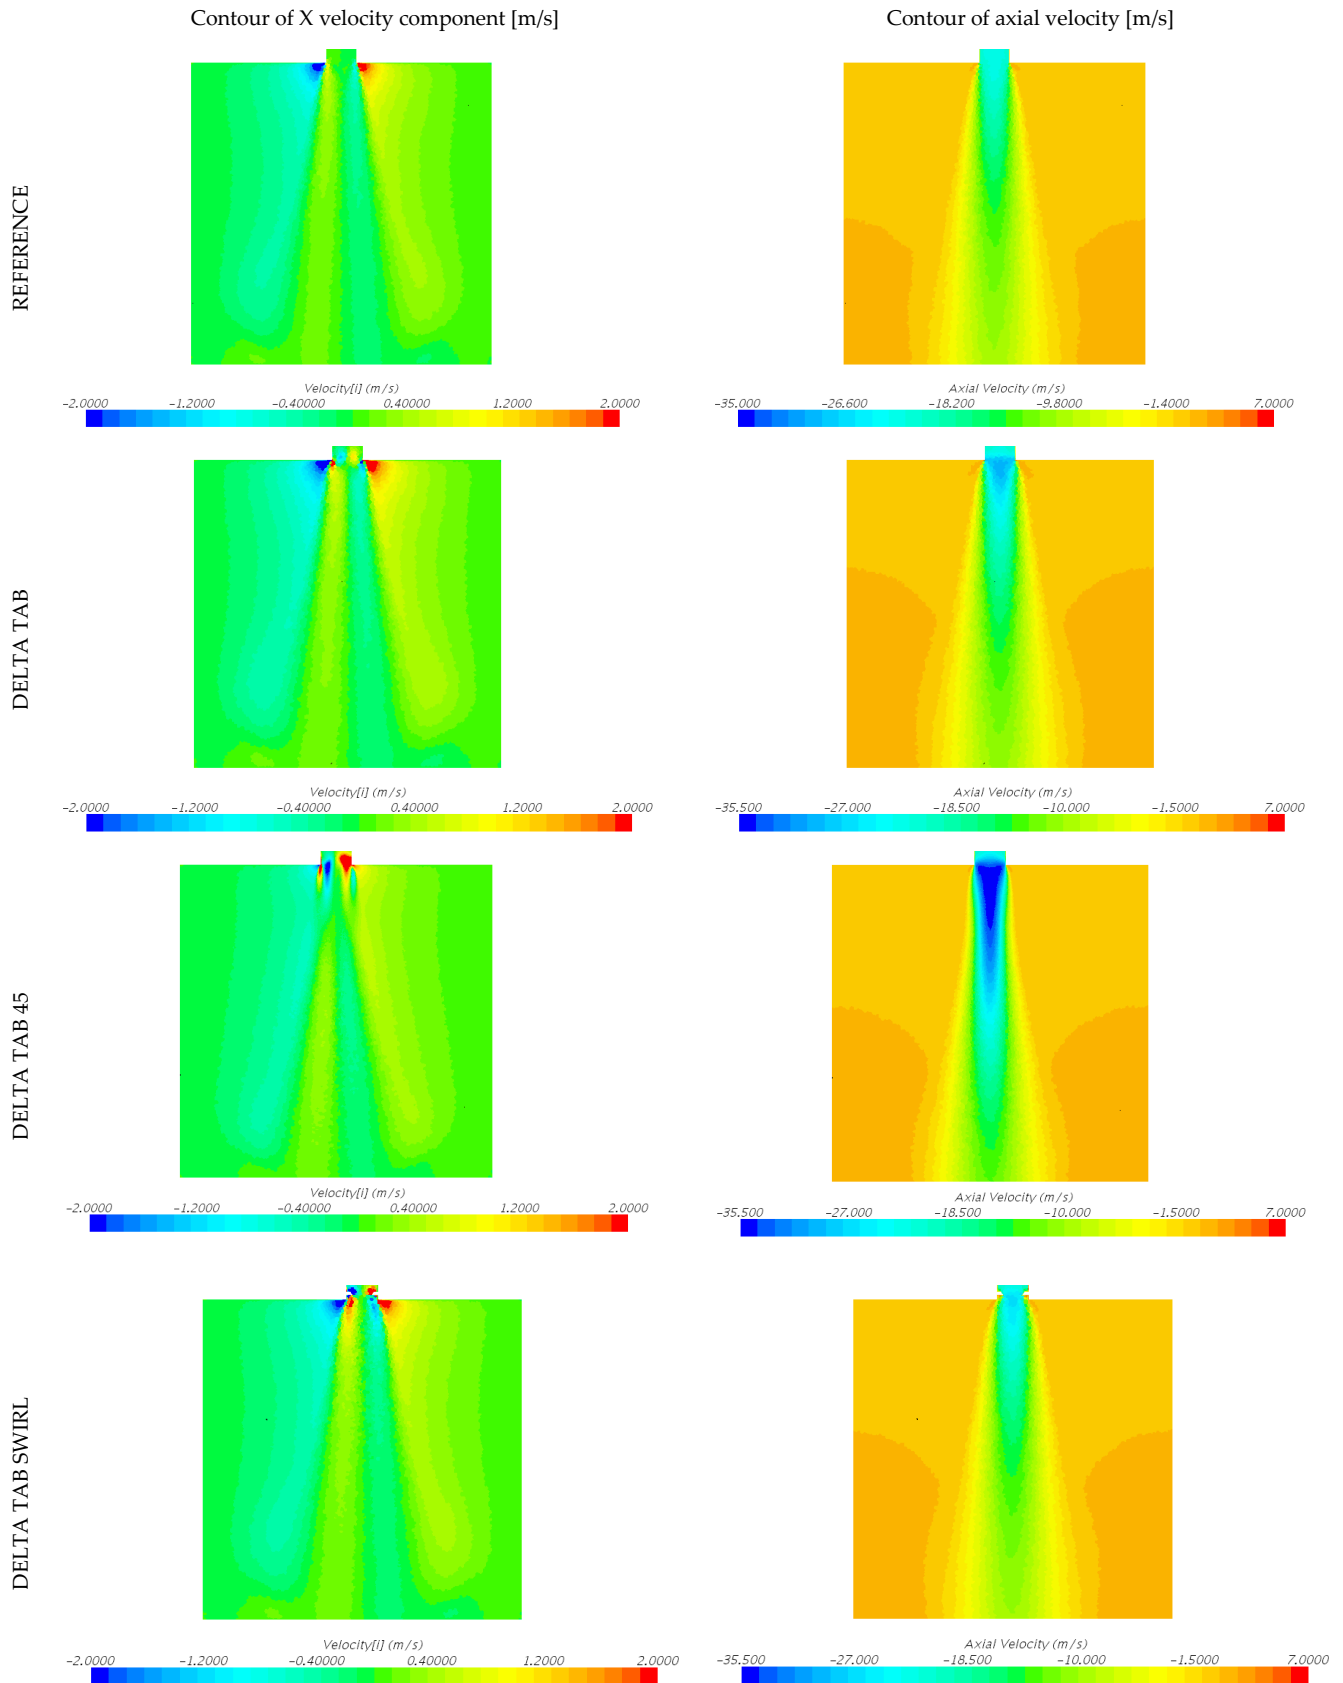 Contour of X velocity component [m/s]
Contour of axial velocity [m/s]
REFERENCE
Velocity[i] (m/s)
-2.0000 -1.2000 -0.40000 0.40000 1.2000 2.0000
Axial Velocity (m/s)
-35.000 -26.600 -18.200 -9.8000 -1.4000 7.0000
DELTA TAB
Velocity[i] (m/s)
-2.0000 -1.2000 -0.40000 0.40000 1.2000 2.0000
Axial Velocity (m/s)
-35.500 -27.000 -18.500 -10.000 -1.5000 7.0000
DELTA TAB 45
Velocity[i] (m/s)
-2.0000 -1.2000 -0.40000 0.40000 1.2000 2.0000
Axial Velocity (m/s)
-35.500 -27.000 -18.500 -10.000 -1.5000 7.0000
DELTA TAB SWIRL
Velocity[i] (m/s)
-2.0000 -1.2000 -0.40000 0.40000 1.2000 2.0000
Axial Velocity (m/s)
-35.500 -27.000 -18.500 -10.000 -1.5000 7.0000